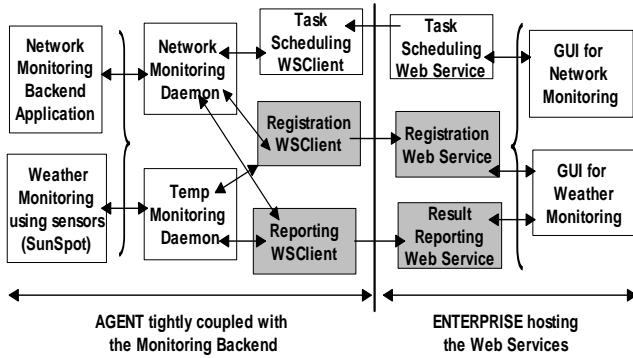 Network
Monitoring
Backend
Application
Network
Monitoring
Daemon
Task
Scheduling
WSClient
Task
Scheduling
Web Service
GUI for
Network
Monitoring
Registration
WSClient
Registration
Web Service
Weather
Monitoring
using sensors
(SunSpot)
Temp
Monitoring
Daemon
Reporting
WSClient
Result
Reporting
Web Service
GUI for
Weather
Monitoring
AGENT tightly coupled with
the Monitoring Backend
ENTERPRISE hosting
the Web Services